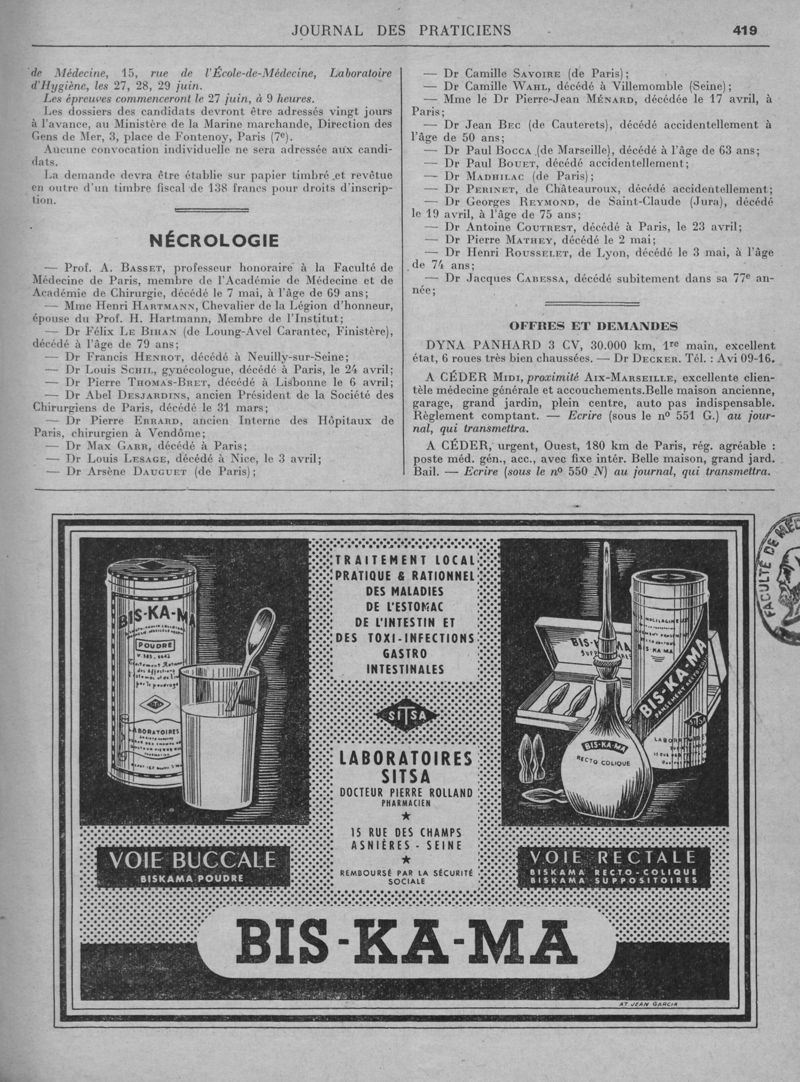 JOURNAL DES PRATICIENS 419
de Médecine, 15, rue de l'École-de-Médecine, Laboratoire
d'Hygiène, les 27, 28, 29 juin.
Les épreuves commenceront le 27 juin, à 9 heures.
Les dossiers des candidats devront être adressés vingt jours
à l'avance, au Ministère de la Marine marchande, Direction des
Gens de Mer, 3, place de Fontenoy, Paris (7e).
Aucune convocation individuelle ne sera adressée aux candi-
dats.
La demande devra être établie sur papier timbré et revêtue
en outre d'un timbre fiscal de 138 francs pour droits d'inscrip-
tion.
NÉCROLOGIE
— Prof. A. BASSET, professeur honoraire à la Faculté de
Médecine de Paris, membre de l'Académie de Médecine et de
Académie de Chirurgie, décédé le 7 mai, à l'âge de 69 ans;
— Mme Henri HARTMANN, Chevalier de la Légion d'honneur,
épouse du Prof. H. Hartmann, Membre de l'Institut;
— Dr Félix LE BIHAN (de Loung-Avel Carantec, Finistère),
décédé à l'âge de 79 ans;
— Dr Francis HENROT, décédé à Neuilly-sur-Seine;
— Dr Louis SCHIL, gynécologue, décédé à Paris, le 24 avril;
— Dr Pierre THOMAS-BRET, décédé à Lisbonne le 6 avril;
— Dr Abel DESJARDINS, ancien Président de la Société des
Chirurgiens de Paris, décédé le 31 mars;
— Dr Pierre ERRARD, ancien Interne des Hôpitaux de
Paris, chirurgien à Vendôme;
— Dr Max GARR, décédé à Paris;
— Dr Louis LESAGE, décédé à Nice, le 3 avril;
— Dr Arsène DAUGUET (de Paris);
— Dr Camille SAVOIRE (de Paris);
— Dr Camille WAHL, décédé à Villemomble (Seine);
— Mme le Dr Pierre-Jean MÉNARD, décédée le 17 avril, à
Paris;
— Dr Jean BEC (de Cauterets), décédé accidentellement à
l'âge de 50 ans;
— Dr Paul BOCCA (de Marseille), décédé à l'âge de 63 ans;
— Dr Paul BOUET, décédé accidentellement;
— Dr MADHILAC (de Paris);
— Dr PERINET, de Châteauroux, décédé accidentellement;
— Dr Georges REYMOND, de Saint-Claude (Jura), décédé
le 19 avril, à l'âge de 75 ans;
— Dr Antoine COUTREST, décédé à Paris, le 23 avril;
— Dr Pierre MATHEY, décédé le 2 mai;
— Dr Henri ROUSSELET, de Lyon, décédé le 3 mai, à l'âge
de 74 ans;
— Dr Jacques CABESSA, décédé subitement dans sa 77e an-
née;
OFFRES ET DEMANDES
DYNA PANHARD 3 CV, 30.000 km, 1re main, excellent
état, 6 roues très bien chaussées. — Dr DECKER. Tél. : Avi 09-16.
A CÉDER MIDI, proximité AIX-MARSEILLE, excellente clien-
tèle médecine générale et accouchements.Belle maison ancienne,
garage, grand jardin, plein centre, auto pas indispensable.
Règlement comptant. — Ecrire (sous le no 551 G.) au jour-
nal, qui transmettra.
A CÉDER, urgent, Ouest, 180 km de Paris, rég. agréable :
poste méd. gén., acc., avec fixe intér. Belle maison, grand jard.
Bail. — Ecrire (sous le no 550 N) au journal, qui transmettra.
FACULTÉ DE MÉD
BIS-KA-MA
POUDRE
LABORATOIRES
TRAITEMENT LOCAL
PRATIQUE & RATIONNEL
DES MALADIES
DE L'ESTOMAC
DE L'INTESTIN ET
DES TOXI-INFECTIONS
GASTRO
INTESTINALES
SITSA
LABORATOIRES
SITSA
DOCTEUR PIERRE ROLLAND
PHARMACIEN
★
15 RUE DES CHAMPS
ASNIÈRES - SEINE
★
REMBOURSÉ PAR LA SÉCURITÉ
SOCIALE
BIS-KA-MA
BIS-KA-MA
SITSA
BIS-KA-MA
RECTO COLIQUE
VOIE BUCCALE
BISKAMA POUDRE
VOIE RECTALE
BISKAMA RECTO-COLIQUE
BISKAMA SUPPOSITOIRES
BIS-KA-MA
AT. JEAN GARCIA